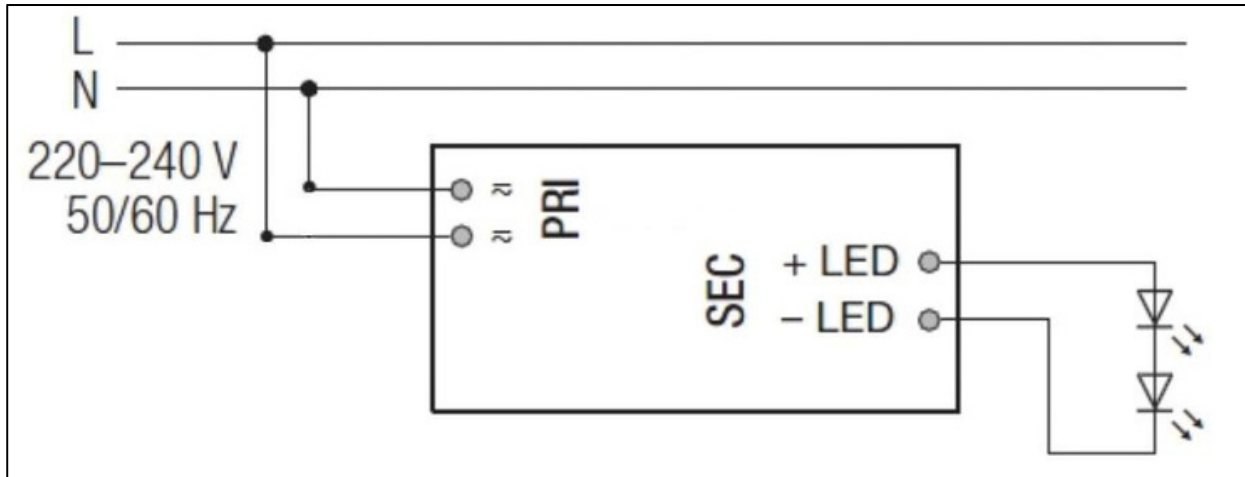 L
N
220–240 V
50/60 Hz
≈ PRI
≈
SEC
+ LED
– LED